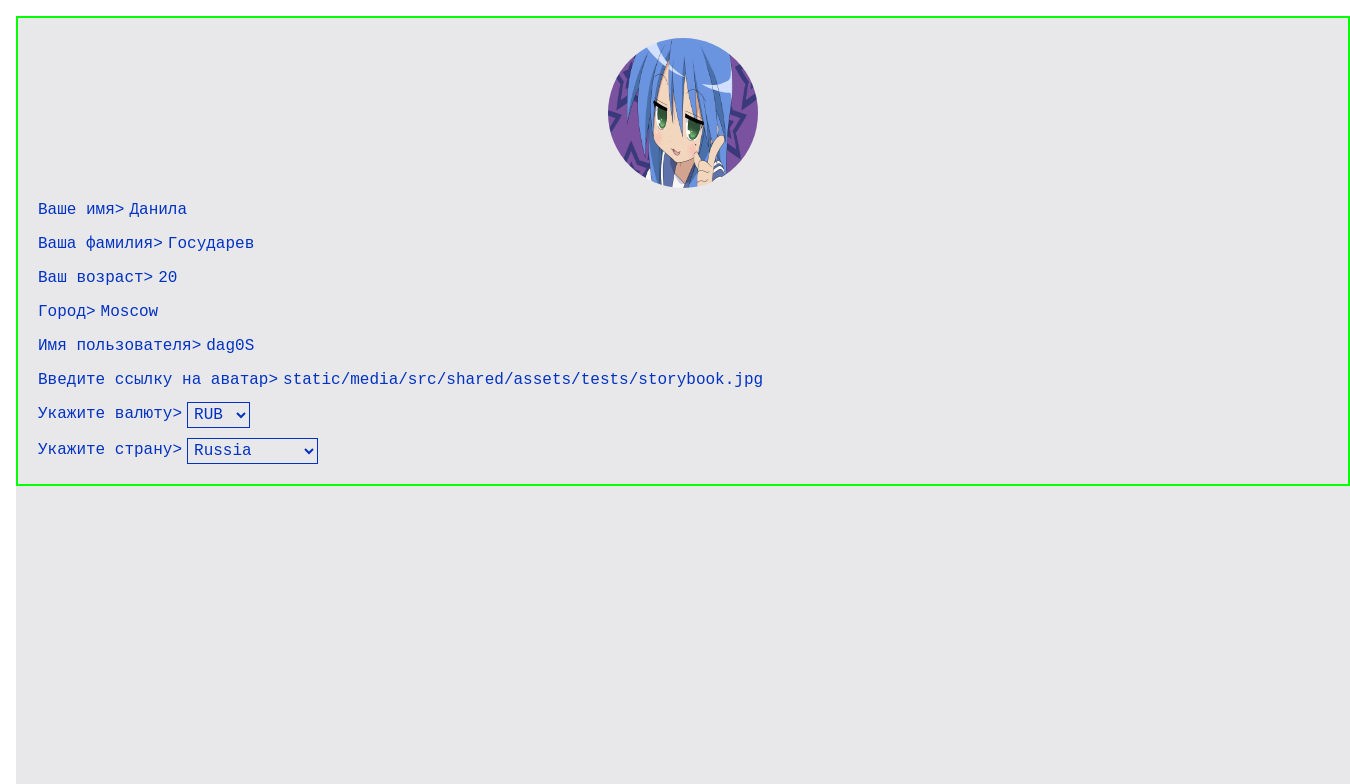 Ваше имя> Данила
Ваша фамилия> Государев
Ваш возраст> 20
Город> Moscow
Имя пользователя> dag0S
Введите ссылку на аватар> static/media/src/shared/assets/tests/storybook.jpg
Укажите валюту> RUB
Укажите страну> Russia